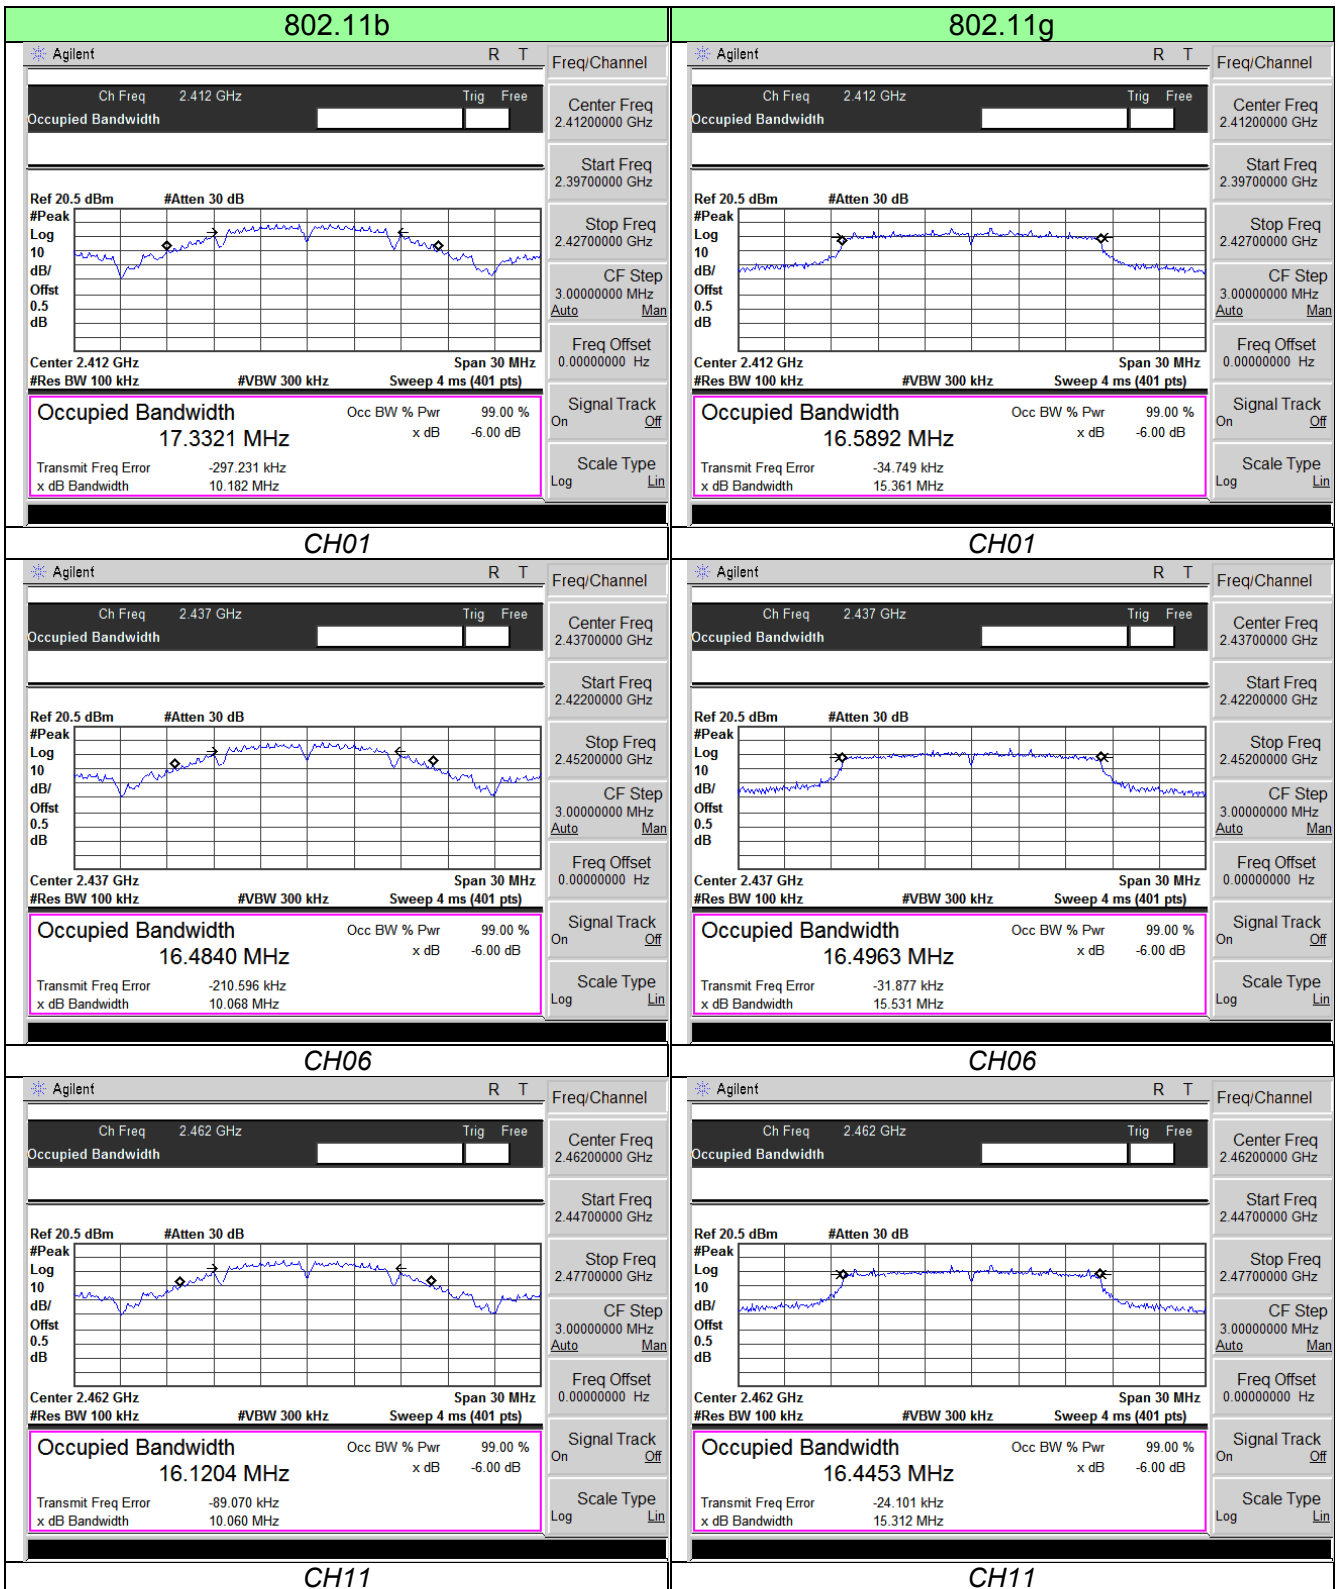 802.11b
802.11g
Agilent R T
Freq/Channel
Ch Freq 2.412 GHz Trig Free
Occupied Bandwidth
Center Freq
2.41200000 GHz
Start Freq
2.39700000 GHz
Stop Freq
2.42700000 GHz
CF Step
3.00000000 MHz
Auto Man
Freq Offset
0.00000000 Hz
Signal Track
On Off
Scale Type
Log Lin
Ref 20.5 dBm #Atten 30 dB
#Peak
Log
10
dB/
Offst
0.5
dB
Center 2.412 GHz Span 30 MHz
#Res BW 100 kHz #VBW 300 kHz Sweep 4 ms (401 pts)
Occupied Bandwidth Occ BW % Pwr 99.00 %
17.3321 MHz x dB -6.00 dB
Transmit Freq Error -297.231 kHz
x dB Bandwidth 10.182 MHz
CH01
Agilent R T
Freq/Channel
Ch Freq 2.412 GHz Trig Free
Occupied Bandwidth
Center Freq
2.41200000 GHz
Start Freq
2.39700000 GHz
Stop Freq
2.42700000 GHz
CF Step
3.00000000 MHz
Auto Man
Freq Offset
0.00000000 Hz
Signal Track
On Off
Scale Type
Log Lin
Ref 20.5 dBm #Atten 30 dB
#Peak
Log
10
dB/
Offst
0.5
dB
Center 2.412 GHz Span 30 MHz
#Res BW 100 kHz #VBW 300 kHz Sweep 4 ms (401 pts)
Occupied Bandwidth Occ BW % Pwr 99.00 %
16.5892 MHz x dB -6.00 dB
Transmit Freq Error -34.749 kHz
x dB Bandwidth 15.361 MHz
CH01
Agilent R T
Freq/Channel
Ch Freq 2.437 GHz Trig Free
Occupied Bandwidth
Center Freq
2.43700000 GHz
Start Freq
2.42200000 GHz
Stop Freq
2.45200000 GHz
CF Step
3.00000000 MHz
Auto Man
Freq Offset
0.00000000 Hz
Signal Track
On Off
Scale Type
Log Lin
Ref 20.5 dBm #Atten 30 dB
#Peak
Log
10
dB/
Offst
0.5
dB
Center 2.437 GHz Span 30 MHz
#Res BW 100 kHz #VBW 300 kHz Sweep 4 ms (401 pts)
Occupied Bandwidth Occ BW % Pwr 99.00 %
16.4840 MHz x dB -6.00 dB
Transmit Freq Error -210.596 kHz
x dB Bandwidth 10.068 MHz
CH06
Agilent R T
Freq/Channel
Ch Freq 2.437 GHz Trig Free
Occupied Bandwidth
Center Freq
2.43700000 GHz
Start Freq
2.42200000 GHz
Stop Freq
2.45200000 GHz
CF Step
3.00000000 MHz
Auto Man
Freq Offset
0.00000000 Hz
Signal Track
On Off
Scale Type
Log Lin
Ref 20.5 dBm #Atten 30 dB
#Peak
Log
10
dB/
Offst
0.5
dB
Center 2.437 GHz Span 30 MHz
#Res BW 100 kHz #VBW 300 kHz Sweep 4 ms (401 pts)
Occupied Bandwidth Occ BW % Pwr 99.00 %
16.4963 MHz x dB -6.00 dB
Transmit Freq Error -31.877 kHz
x dB Bandwidth 15.531 MHz
CH06
Agilent R T
Freq/Channel
Ch Freq 2.462 GHz Trig Free
Occupied Bandwidth
Center Freq
2.46200000 GHz
Start Freq
2.44700000 GHz
Stop Freq
2.47700000 GHz
CF Step
3.00000000 MHz
Auto Man
Freq Offset
0.00000000 Hz
Signal Track
On Off
Scale Type
Log Lin
Ref 20.5 dBm #Atten 30 dB
#Peak
Log
10
dB/
Offst
0.5
dB
Center 2.462 GHz Span 30 MHz
#Res BW 100 kHz #VBW 300 kHz Sweep 4 ms (401 pts)
Occupied Bandwidth Occ BW % Pwr 99.00 %
16.1204 MHz x dB -6.00 dB
Transmit Freq Error -89.070 kHz
x dB Bandwidth 10.060 MHz
CH11
Agilent R T
Freq/Channel
Ch Freq 2.462 GHz Trig Free
Occupied Bandwidth
Center Freq
2.46200000 GHz
Start Freq
2.44700000 GHz
Stop Freq
2.47700000 GHz
CF Step
3.00000000 MHz
Auto Man
Freq Offset
0.00000000 Hz
Signal Track
On Off
Scale Type
Log Lin
Ref 20.5 dBm #Atten 30 dB
#Peak
Log
10
dB/
Offst
0.5
dB
Center 2.462 GHz Span 30 MHz
#Res BW 100 kHz #VBW 300 kHz Sweep 4 ms (401 pts)
Occupied Bandwidth Occ BW % Pwr 99.00 %
16.4453 MHz x dB -6.00 dB
Transmit Freq Error -24.101 kHz
x dB Bandwidth 15.312 MHz
CH11